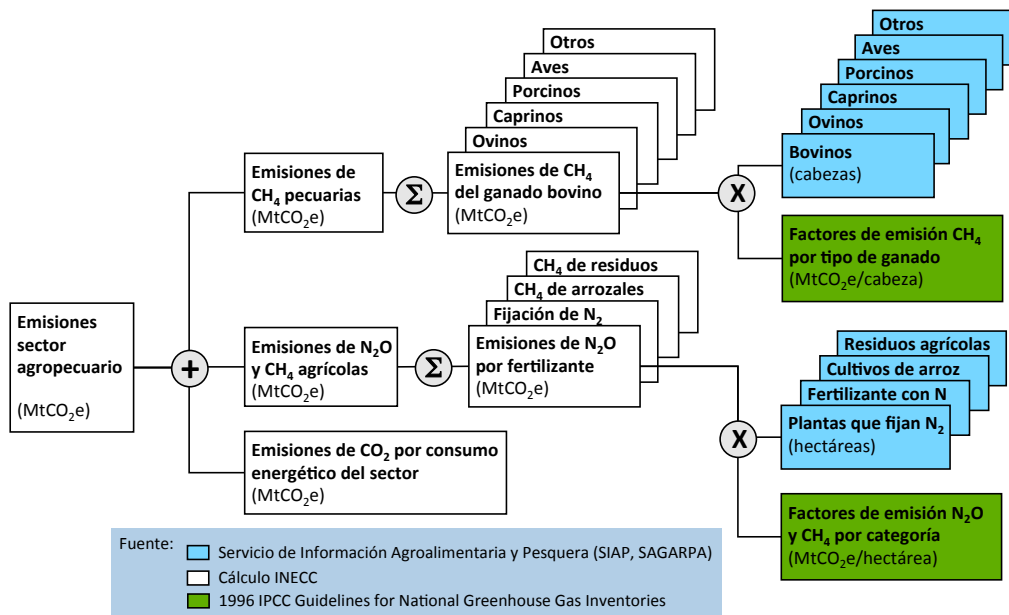 Otros
Aves
Porcinos
Caprinos
Ovinos
Emisiones de CH₄
del ganado bovino
(MtCO₂e)
Otros
Aves
Porcinos
Caprinos
Ovinos
Bovinos
(cabezas)
Emisiones de
CH₄ pecuarias
(MtCO₂e)
Σ
X
Factores de emisión CH₄
por tipo de ganado
(MtCO₂e/cabeza)
Emisiones
sector
agropecuario
(MtCO₂e)
+
Emisiones de N₂O
y CH₄ agrícolas
(MtCO₂e)
Σ
CH₄ de residuos
CH₄ de arrozales
Fijación de N₂
Emisiones de N₂O
por fertilizante
(MtCO₂e)
X
Residuos agrícolas
Cultivos de arroz
Fertilizante con N
Plantas que fijan N₂
(hectáreas)
Emisiones de CO₂ por consumo
energético del sector
(MtCO₂e)
Factores de emisión N₂O
y CH₄ por categoría
(MtCO₂e/hectárea)
Fuente:
Servicio de Información Agroalimentaria y Pesquera (SIAP, SAGARPA)
Cálculo INECC
1996 IPCC Guidelines for National Greenhouse Gas Inventories